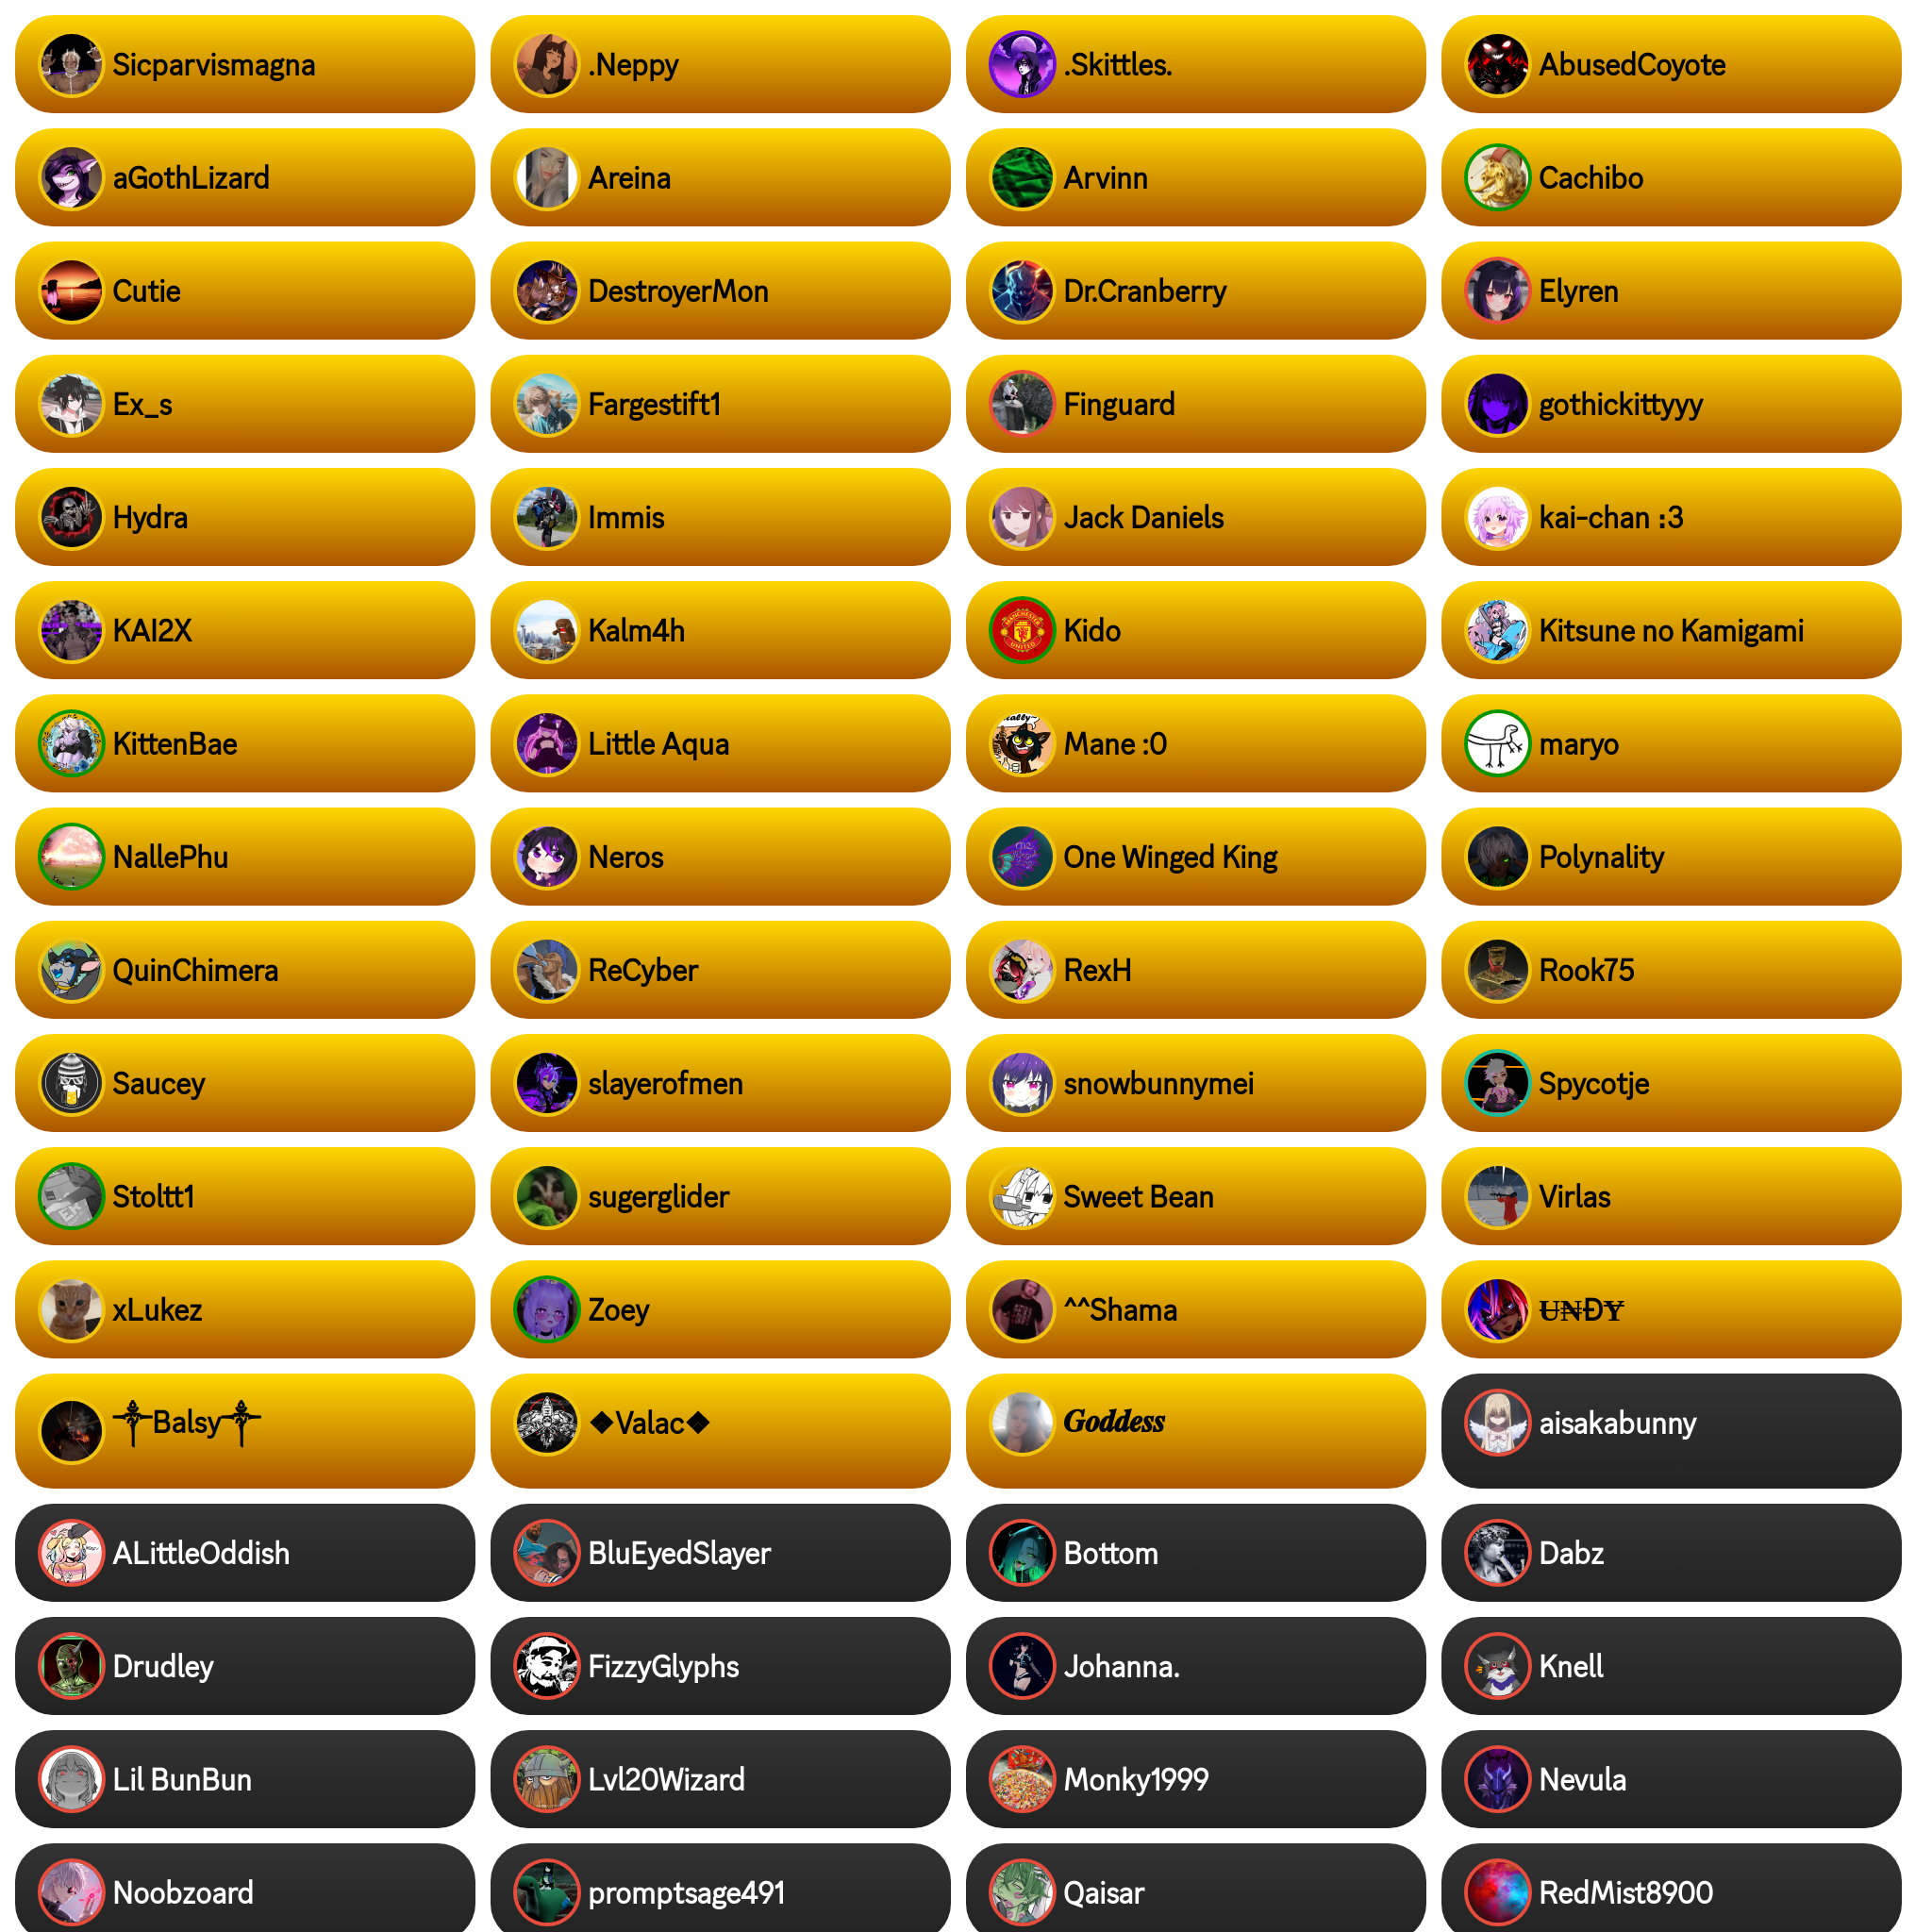 Sicparvismagna
.Neppy
.Skittles.
AbusedCoyote
aGothLizard
Areina
Arvinn
Cachibo
Cutie
DestroyerMon
Dr.Cranberry
Elyren
Ex_s
Fargestift1
Finguard
gothickittyyy
Hydra
Immis
Jack Daniels
kai-chan :3
KAI2X
Kalm4h
MANCHESTER
UNITED
Kido
Kitsune no Kamigami
KittenBae
Little Aqua
Mane :0
maryo
NallePhu
Neros
One Winged King
Polynality
QuinChimera
ReCyber
RexH
Rook75
Saucey
slayerofmen
snowbunnymei
Spycotje
Stoltt1
sugerglider
Sweet Bean
Virlas
xLukez
Zoey
^^Shama
U̶N̶ĐY̶
༒Balsy༒
◆Valac◆
𝑮𝒐𝒅𝒅𝒆𝒔𝒔
aisakabunny
ALittleOddish
BluEyedSlayer
Bottom
Dabz
Drudley
FizzyGlyphs
Johanna.
Knell
Lil BunBun
Lvl20Wizard
Monky1999
Nevula
Noobzoard
promptsage491
Qaisar
RedMist8900